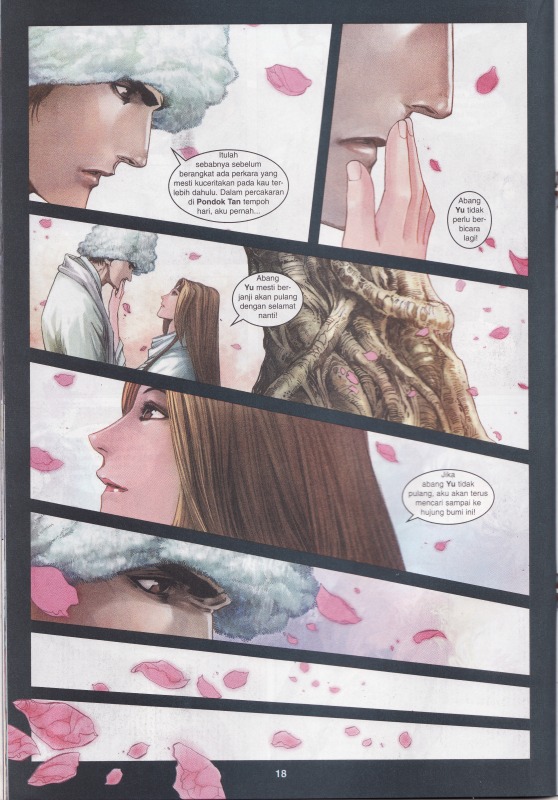 Itulah
sebabnya sebelum
berangkat ada perkara yang
mesti kuceritakan pada kau ter-
lebih dahulu. Dalam percakaran
di Pondok Tan tempoh
hari, aku pernah...
Abang
Yu tidak
perlu ber-
bicara
lagi!
Abang
Yu mesti ber-
janji akan pulang
dengan selamat
nanti!
Jika
abang Yu tidak
pulang, aku akan terus
mencari sampai ke
hujung bumi ini!
18